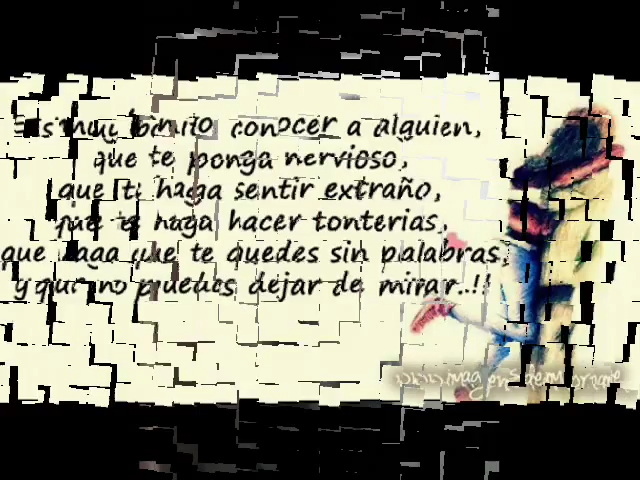 Es muy bonito conocer a alguien,
que te ponga nervioso,
que te haga sentir extraño,
que te haga hacer tonterias,
que haga que te quedes sin palabras,
y que no puedes dejar de mirar..!!